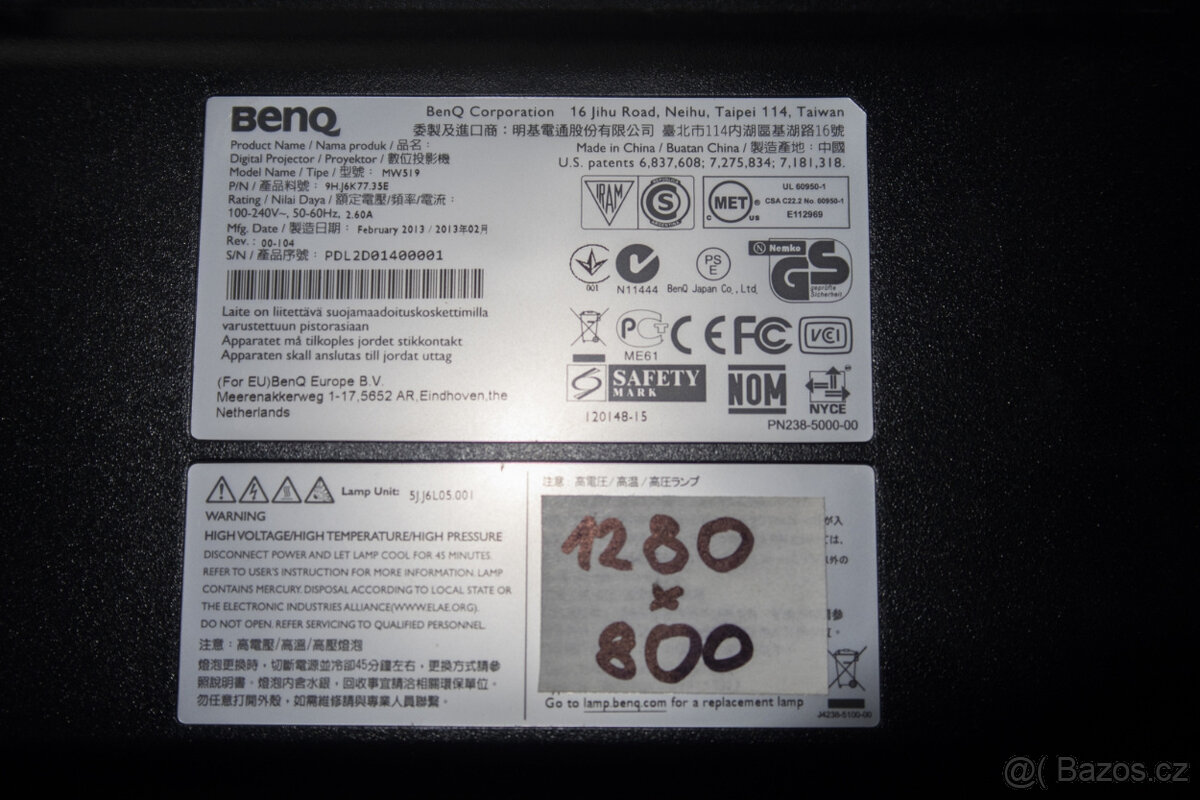 BenQ
BenQ Corporation 16 Jihu Road, Neihu, Taipei 114, Taiwan
委製及進口商：明基電通股份有限公司 臺北市114內湖區基湖路16號
Product Name / Nama produk / 品名：
Digital Projector / Proyektor / 數位投影機
Model Name / Tipe / 型號： MW519
P/N / 產品料號： 9H.J6K77.35E
Rating / Nilai Daya / 額定電壓/頻率/電流：
100-240V~, 50-60Hz, 2.60A
Mfg. Date / 製造日期： February 2013 / 2013年02月
Rev.： 00-104
S/N / 產品序號： PDL2D01400001
Made in China / Buatan China / 製造產地：中國
U.S. patents 6,837,608; 7,275,834; 7,181,318.
IRAM
S
MET
C US
UL 60950-1
CSA C22.2 No. 60950-1
E112969
001
N11444
PS
E
BenQ Japan Co., Ltd.
N Nemko
GS
geprüfte
Sicherheit
ME61
CE FC VCCI
S SAFETY
MARK
120148-15
NOM
NYCE
PN238-5000-00
Laite on liitettävä suojamaadoituskoskettimilla
varustettuun pistorasiaan
Apparatet må tilkoples jordet stikkontakt
Apparaten skall anslutas till jordat uttag
(For EU)BenQ Europe B.V.
Meerenakkerweg 1-17,5652 AR,Eindhoven,the
Netherlands
Lamp Unit: 5J.J6L05.001
WARNING
HIGH VOLTAGE/HIGH TEMPERATURE/HIGH PRESSURE
DISCONNECT POWER AND LET LAMP COOL FOR 45 MINUTES.
REFER TO USER'S INSTRUCTION FOR MORE INFORMATION. LAMP
CONTAINS MERCURY. DISPOSAL ACCORDING TO LOCAL STATE OR
THE ELECTRONIC INDUSTRIES ALLIANCE(WWW.EIAE.ORG).
DO NOT OPEN. REFER SERVICING TO QUALIFIED PERSONNEL.
注意：高電壓/高溫/高壓燈泡
燈泡更換時，切斷電源並冷卻45分鐘左右，更換方式請參
照說明書。燈泡內含水銀，回收事宜請洽相關環保單位。
勿任意打開外殼，如需維修請與專業人員聯繫。
注意：高電圧/高温/高圧ランプ
1280
x
800
Go to lamp.benq.com for a replacement lamp
J4238-5100-00
@( Bazos.cz